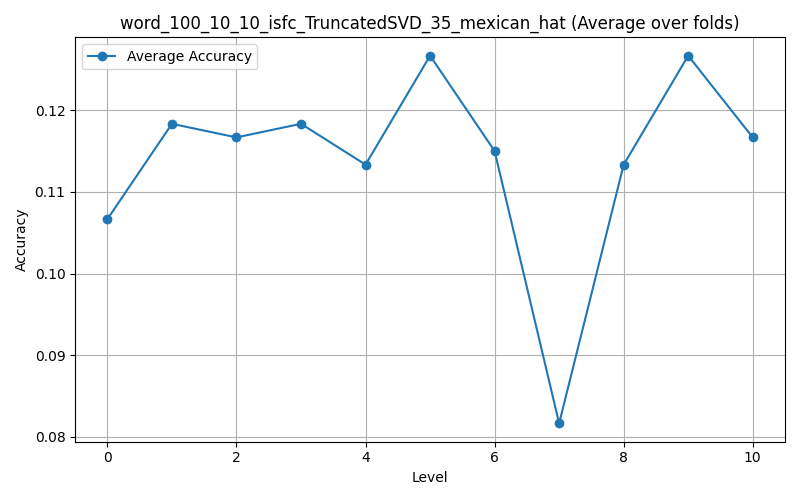 word_100_10_10_isfc_TruncatedSVD_35_mexican_hat (Average over folds)
Average Accuracy
0.12
0.11
0.10
0.09
0.08
Accuracy
0 2 4 6 8 10
Level